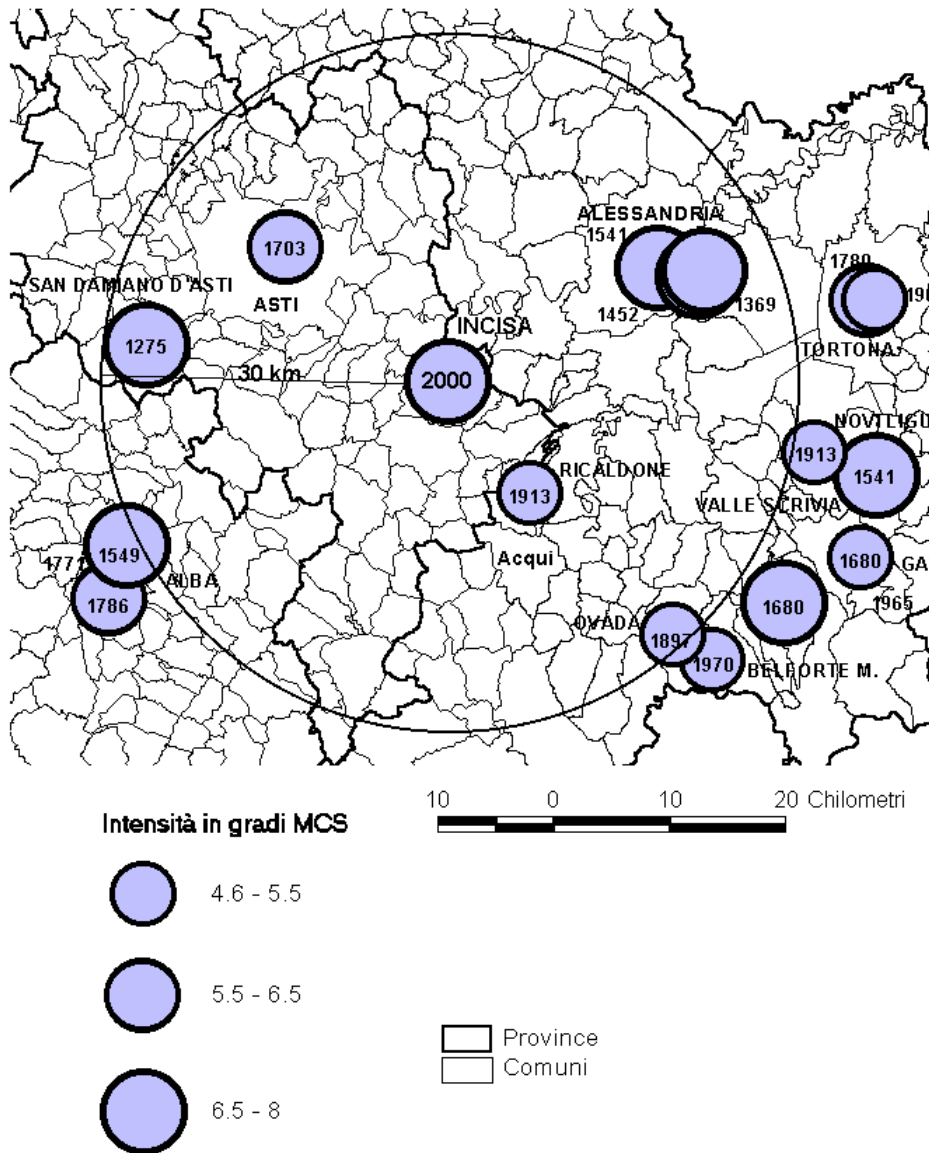 ALESSANDRIA
1541
1703
1780
SAN DAMIANO D'ASTI
ASTI
1452
1369
INCISA
1275
TORTONA
30 km
2000
NOVI LIGU
1913
1541
RICALDONE
1913
VALLE SCRIVIA
1549
1771
Acqui
1680
GA
ALBA
1786
1680
1965
OVADA
1897
1970
BELFORTE M.
10 0 10 20 Chilometri
Intensità in gradi MCS
4.6 - 5.5
5.5 - 6.5
Province
Comuni
6.5 - 8